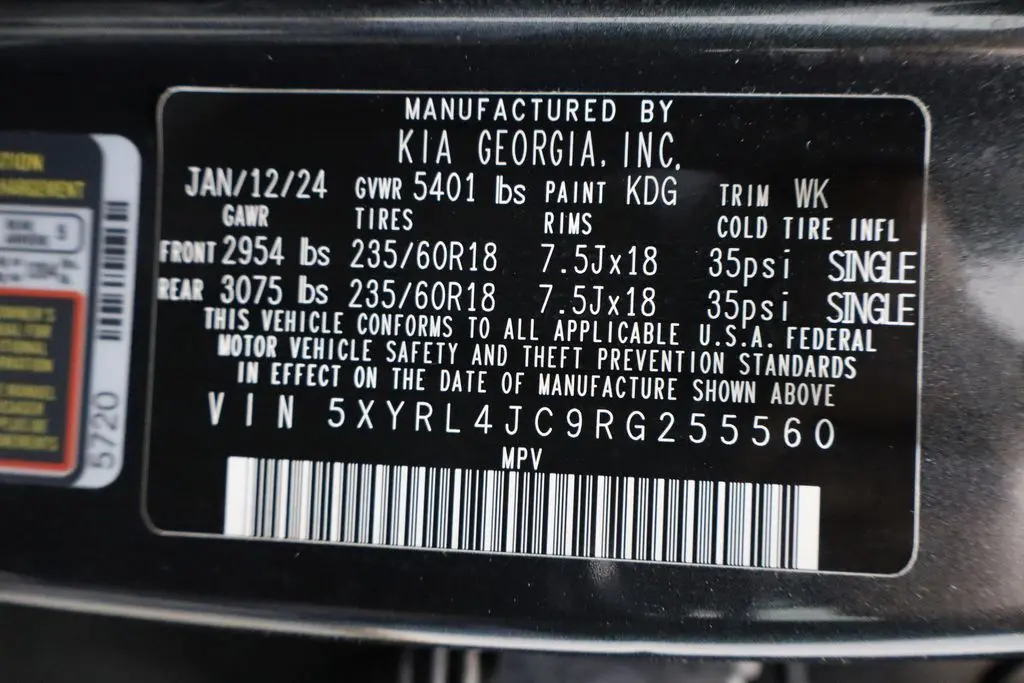 MANUFACTURED BY
KIA GEORGIA, INC.
JAN/12/24 GVWR 5401 lbs PAINT KDG TRIM WK
GAWR TIRES RIMS COLD TIRE INFL
FRONT 2954 lbs 235/60R18 7.5Jx18 35psi SINGLE
REAR 3075 lbs 235/60R18 7.5Jx18 35psi SINGLE
THIS VEHICLE CONFORMS TO ALL APPLICABLE U.S.A. FEDERAL
MOTOR VEHICLE SAFETY AND THEFT PREVENTION STANDARDS
IN EFFECT ON THE DATE OF MANUFACTURE SHOWN ABOVE
VIN 5XYRL4JC9RG255560
MPV
5720